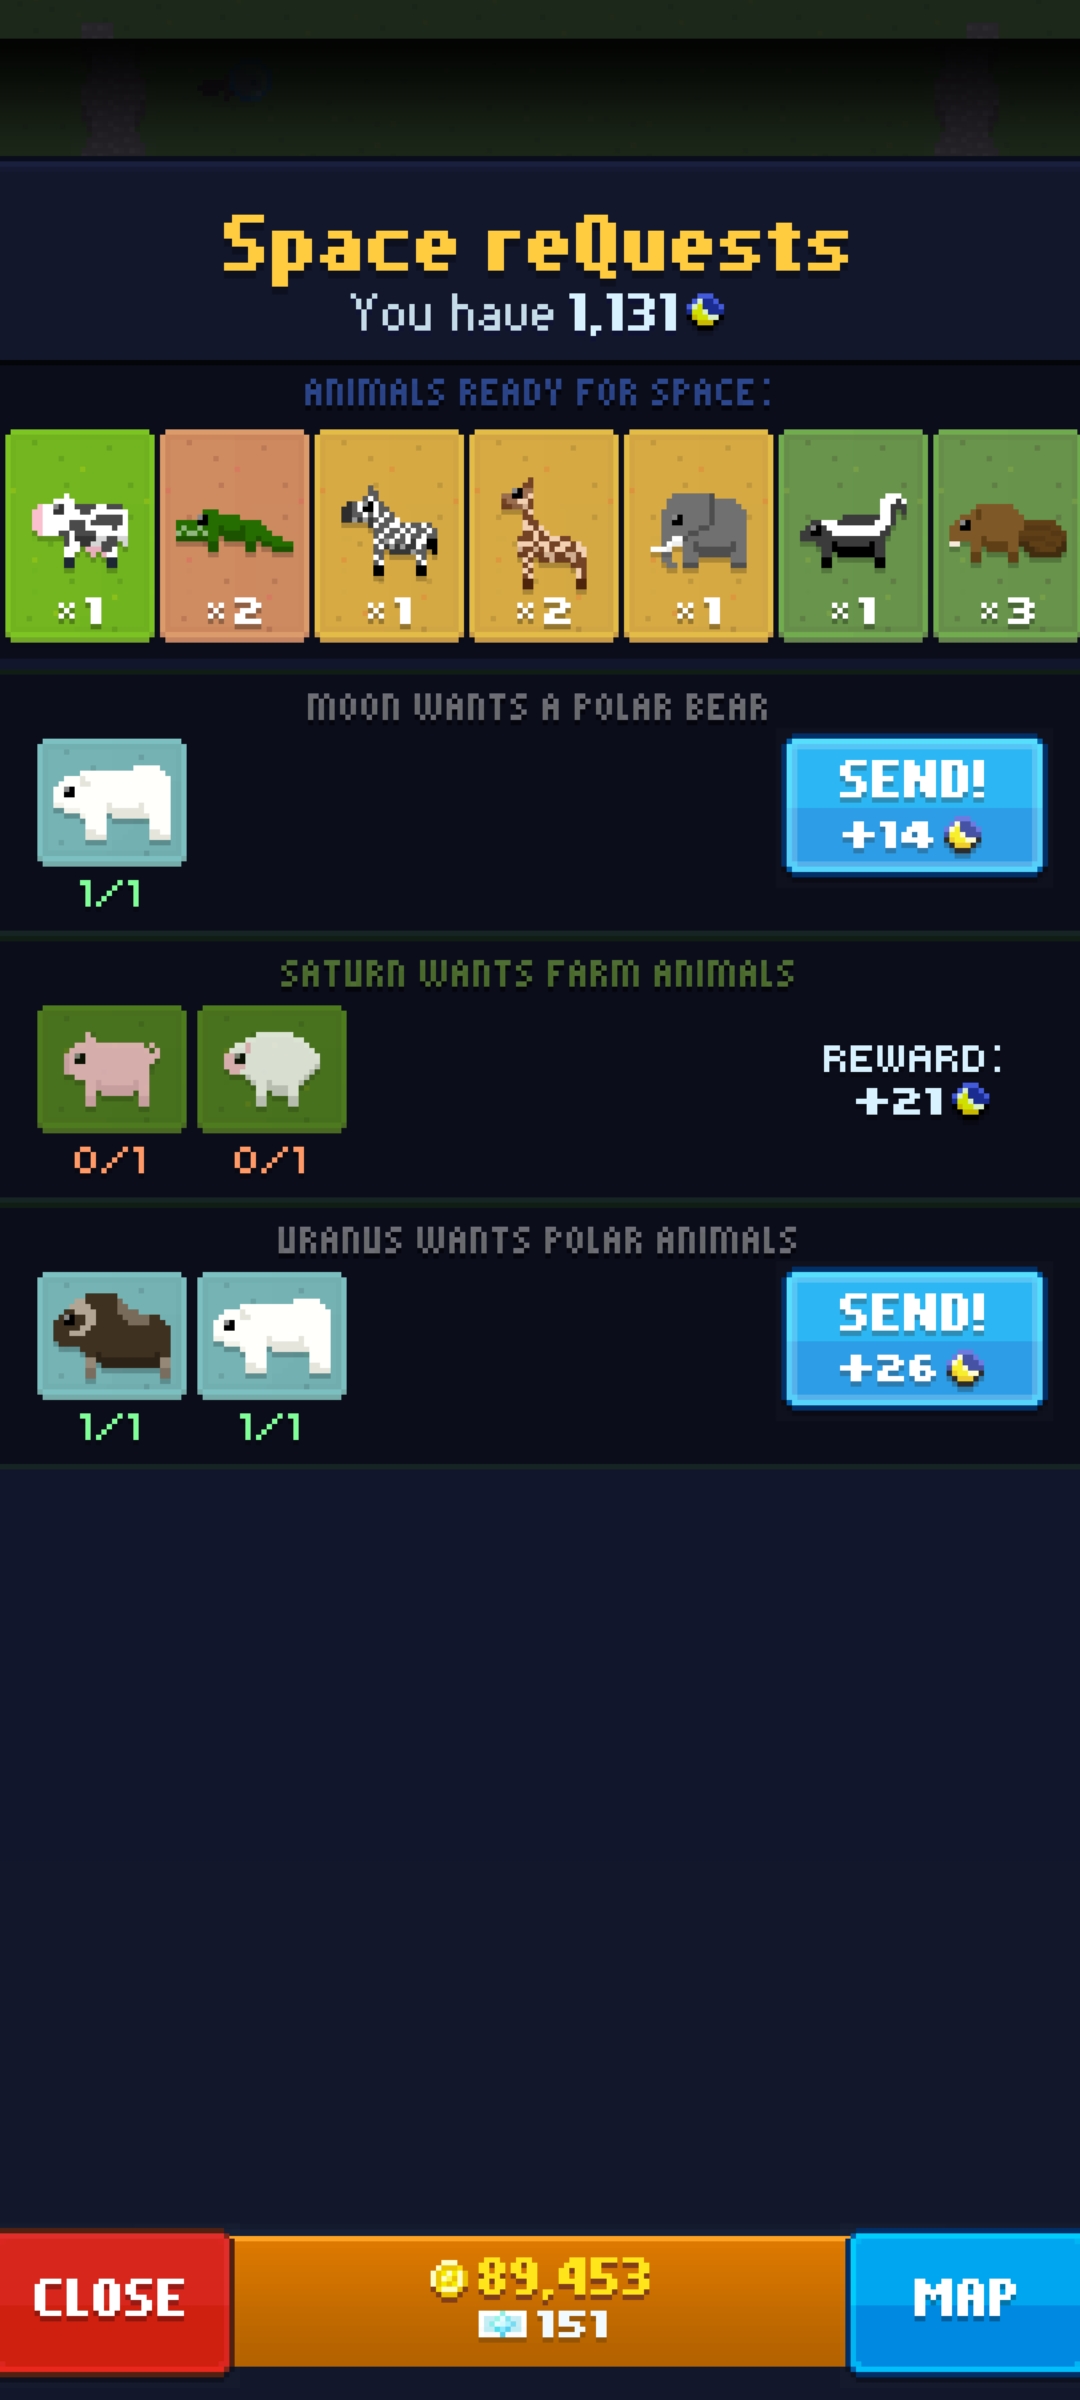 Space reQuests
You have 1,131
ANIMALS READY FOR SPACE:
×1 ×2 ×1 ×2 ×1 ×1 ×3
MOON WANTS A POLAR BEAR
SEND!
+14
1/1
SATURN WANTS FARM ANIMALS
REWARD:
+21
0/1 0/1
URANUS WANTS POLAR ANIMALS
SEND!
+26
1/1 1/1
CLOSE
89,453
151
MAP